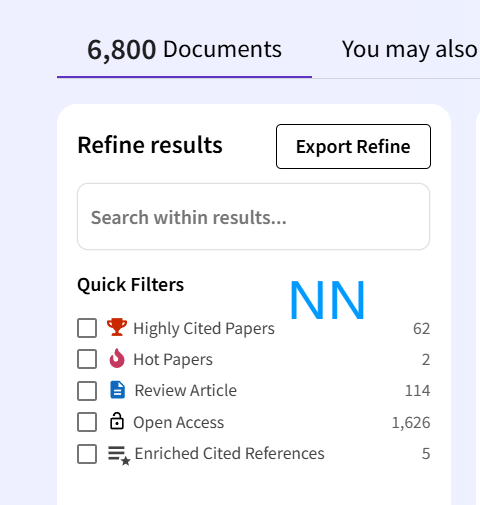 6,800 Documents
You may also
Refine results
Export Refine
Search within results...
Quick Filters
NN
Highly Cited Papers 62
Hot Papers 2
Review Article 114
Open Access 1,626
Enriched Cited References 5